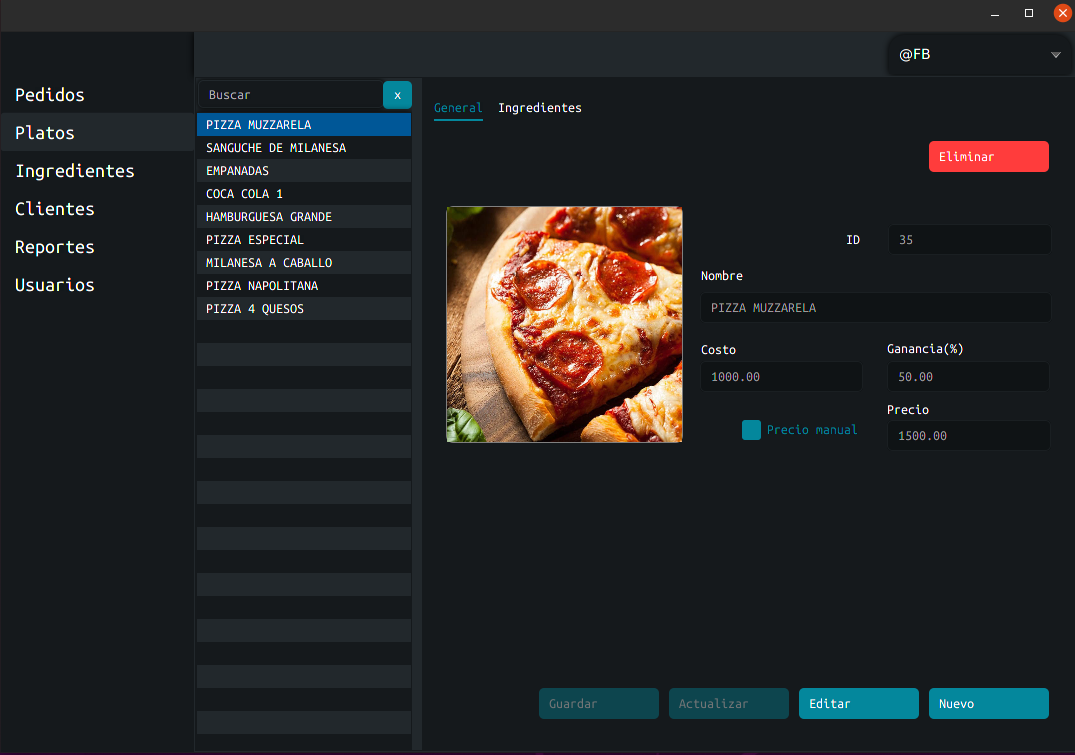 @FB
Pedidos
Platos
Ingredientes
Clientes
Reportes
Usuarios
Buscar
x
PIZZA MUZZARELA
SANGUCHE DE MILANESA
EMPANADAS
COCA COLA 1
HAMBURGUESA GRANDE
PIZZA ESPECIAL
MILANESA A CABALLO
PIZZA NAPOLITANA
PIZZA 4 QUESOS
General Ingredientes
Eliminar
ID 35
Nombre
PIZZA MUZZARELA
Costo Ganancia(%)
1000.00 50.00
Precio
Precio manual 1500.00
Guardar Actualizar Editar Nuevo